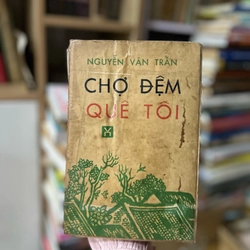 NGUYỄN VĂN TRẤN
CHỢ ĐỆM
QUÊ TÔI